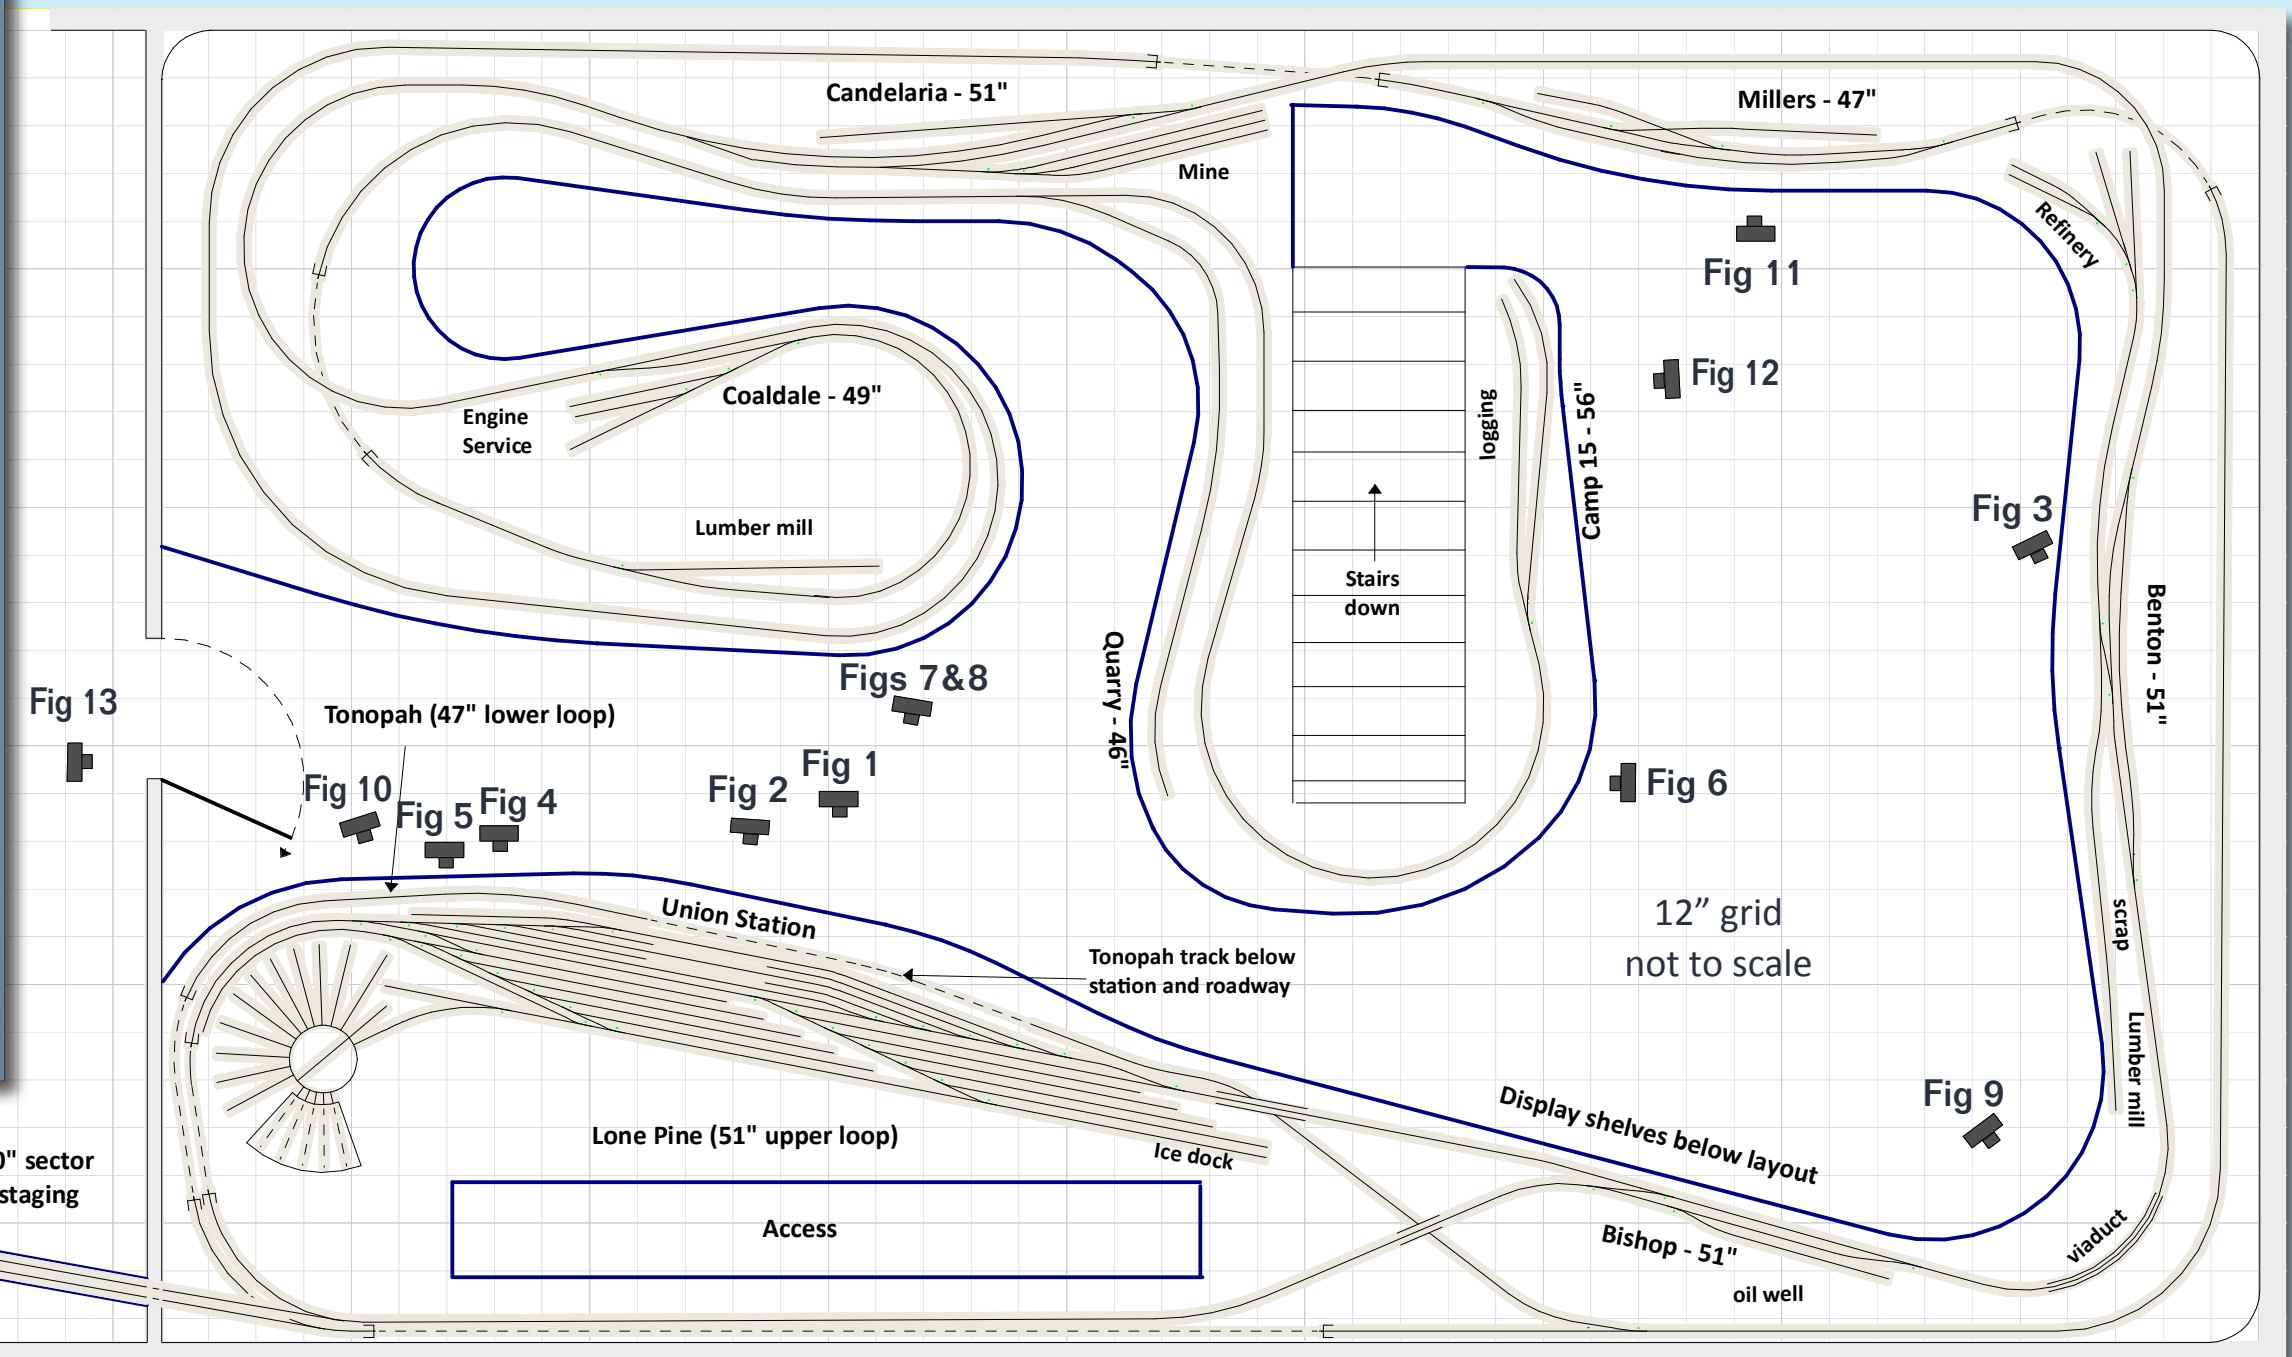 Candelaria - 51"
Millers - 47"
Mine
Refinery
Fig 11
Fig 12
Engine
Service
Coaldale - 49"
Lumber mill
logging
Camp 15 - 56"
Stairs
down
Fig 3
Benton - 51"
Quarry - 46"
Figs 7&8
Fig 13
Tonopah (47" lower loop)
Fig 10
Fig 5
Fig 4
Fig 2
Fig 1
Fig 6
Union Station
12” grid
not to scale
scrap
Tonopah track below
station and roadway
Lumber mill
Display shelves below layout
Fig 9
Lone Pine (51" upper loop)
Ice dock
0" sector
staging
Access
Bishop - 51"
viaduct
oil well